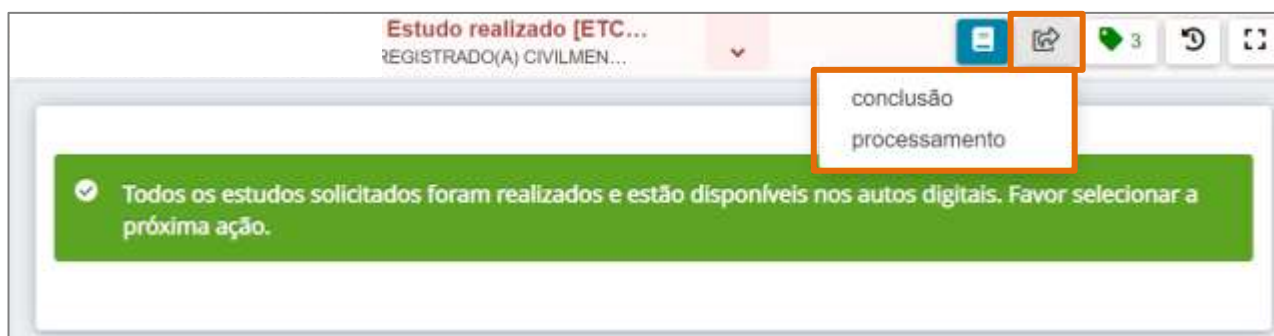 Estudo realizado [ETC...
REGISTRADO(A) CIVILMEN...
3
conclusão
processamento
Todos os estudos solicitados foram realizados e estão disponíveis nos autos digitais. Favor selecionar a
próxima ação.